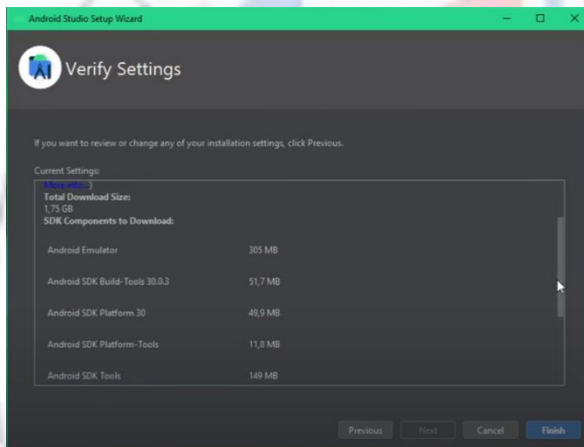 Android Studio Setup Wizard
Verify Settings
If you want to review or change any of your installation settings, click Previous.
Current Settings:
More info...)
Total Download Size:
1,75 GB
SDK Components to Download:
Android Emulator 305 MB
Android SDK Build-Tools 30.0.3 51,7 MB
Android SDK Platform 30 49,9 MB
Android SDK Platform-Tools 11,8 MB
Android SDK Tools 149 MB
Previous Next Cancel Finish